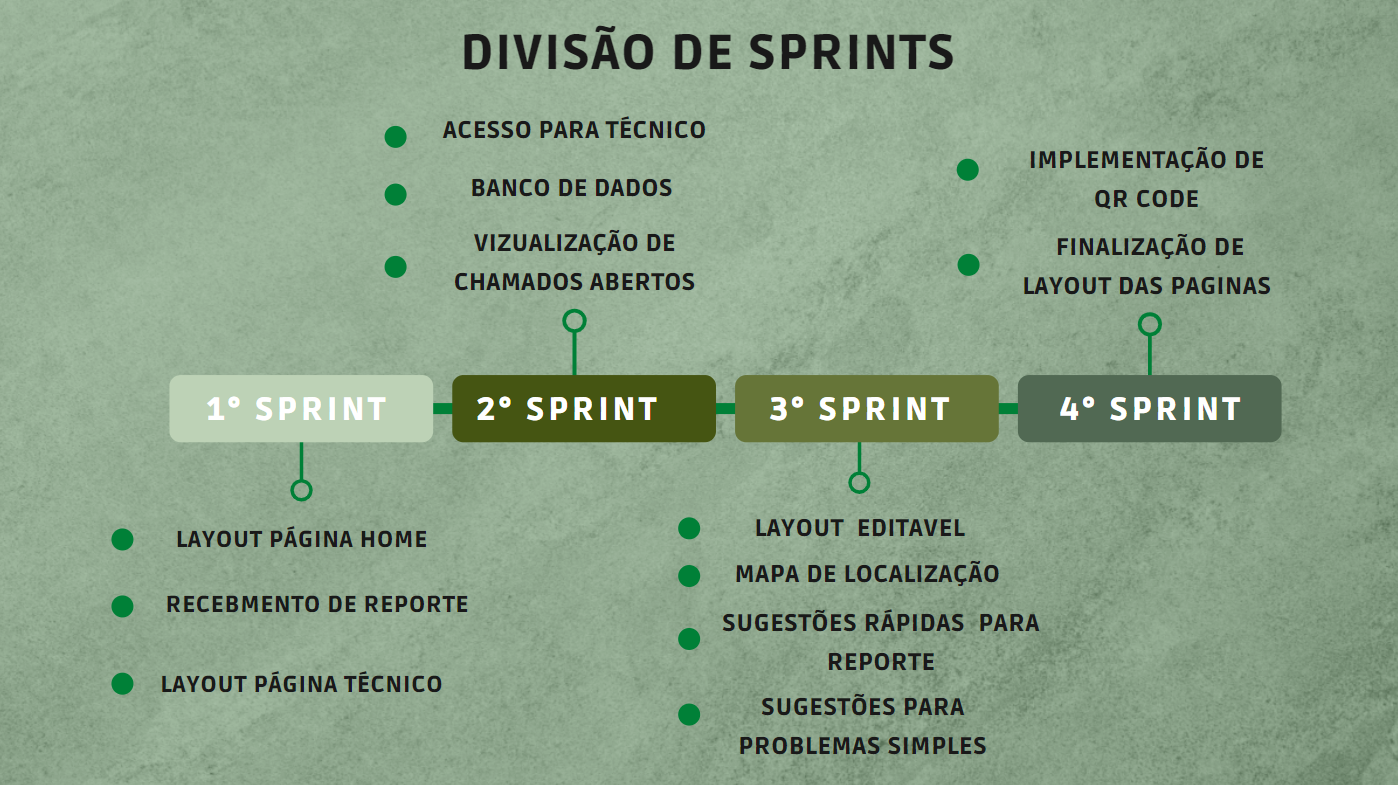 DIVISÃO DE SPRINTS
ACESSO PARA TÉCNICO
BANCO DE DADOS
VIZUALIZAÇÃO DE
CHAMADOS ABERTOS
IMPLEMENTAÇÃO DE
QR CODE
FINALIZAÇÃO DE
LAYOUT DAS PAGINAS
1° SPRINT
2° SPRINT
3° SPRINT
4° SPRINT
LAYOUT PÁGINA HOME
RECEBMENTO DE REPORTE
LAYOUT PÁGINA TÉCNICO
LAYOUT EDITAVEL
MAPA DE LOCALIZAÇÃO
SUGESTÕES RÁPIDAS PARA
REPORTE
SUGESTÕES PARA
PROBLEMAS SIMPLES